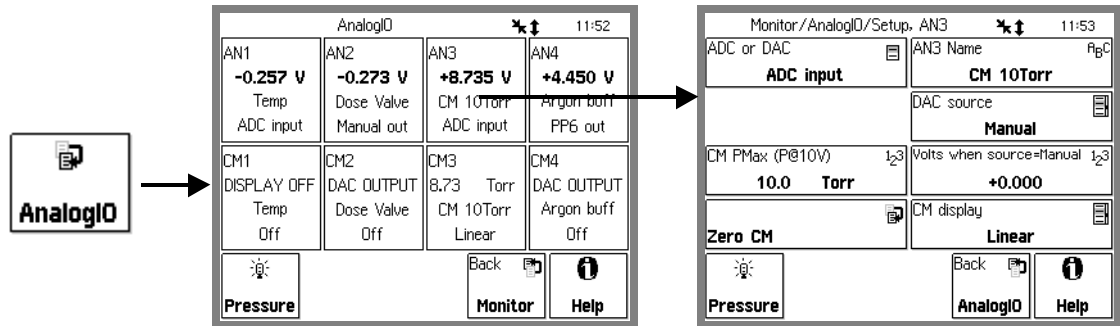 AnalogIO
AnalogIO 11:52
AN1 AN2 AN3 AN4
-0.257 V -0.273 V +8.735 V +4.450 V
Temp Dose Valve CM 10Torr Argon buff
ADC input Manual out ADC input PP6 out
CM1 CM2 CM3 CM4
DISPLAY OFF DAC OUTPUT 8.73 Torr DAC OUTPUT
Temp Dose Valve CM 10Torr Argon buff
Off Off Linear Off
Back
Pressure Monitor Help
Monitor/AnalogIO/Setup, AN3 11:53
ADC or DAC AN3 Name ABC
ADC input CM 10Torr
DAC source
Manual
CM PMax (P@10V) 123 Volts when source=Manual 123
10.0 Torr +0.000
CM display
Zero CM Linear
Back
Pressure AnalogIO Help